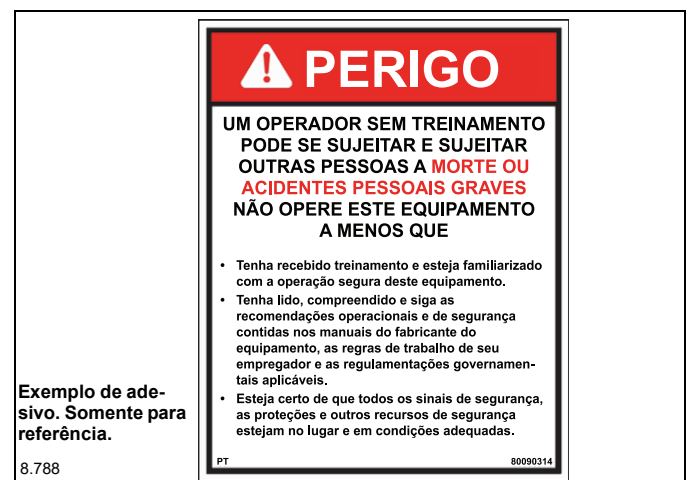 PERIGO
UM OPERADOR SEM TREINAMENTO
PODE SE SUJEITAR E SUJEITAR
OUTRAS PESSOAS A MORTE OU
ACIDENTES PESSOAIS GRAVES
NÃO OPERE ESTE EQUIPAMENTO
A MENOS QUE
• Tenha recebido treinamento e esteja familiarizado
com a operação segura deste equipamento.
• Tenha lido, compreendido e siga as
recomendações operacionais e de segurança
contidas nos manuais do fabricante do
equipamento, as regras de trabalho de seu
empregador e as regulamentações governamen-
tais aplicáveis.
• Esteja certo de que todos os sinais de segurança,
as proteções e outros recursos de segurança
estejam no lugar e em condições adequadas.
PT 80090314
Exemplo de ade-
sivo. Somente para
referência.
8.788